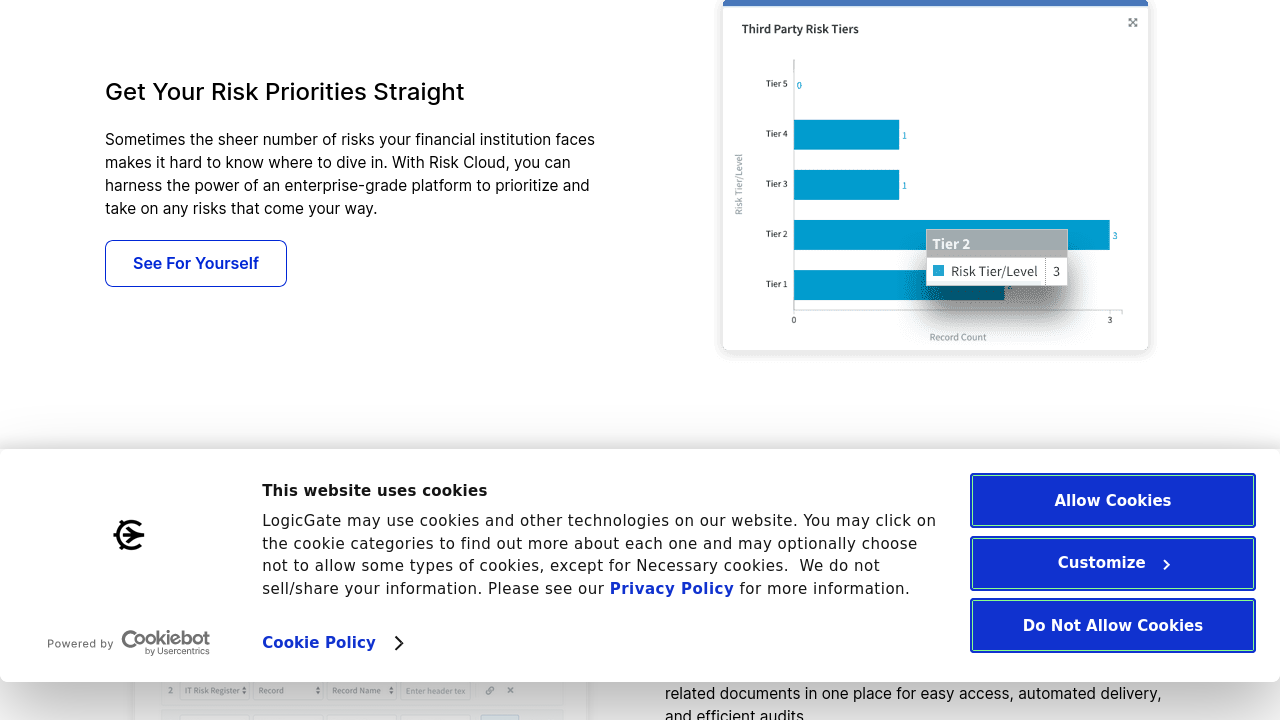 Third Party Risk Tiers
Get Your Risk Priorities Straight
Sometimes the sheer number of risks your financial institution faces
makes it hard to know where to dive in. With Risk Cloud, you can
harness the power of an enterprise-grade platform to prioritize and
take on any risks that come your way.
See For Yourself
Risk Tier/Level
Tier 5
0
Tier 4
1
Tier 3
1
Tier 2
3
Tier 2
Risk Tier/Level 3
Tier 1
0
3
Record Count
This website uses cookies
LogicGate may use cookies and other technologies on our website. You may click on
the cookie categories to find out more about each one and may optionally choose
not to allow some types of cookies, except for Necessary cookies.  We do not
sell/share your information. Please see our Privacy Policy for more information.
Cookie Policy
Powered by Cookiebot
by Usercentrics
Allow Cookies
Customize
Do Not Allow Cookies
2 IT Risk Register Record Record Name Enter header tex
related documents in one place for easy access, automated delivery,
and efficient audits.